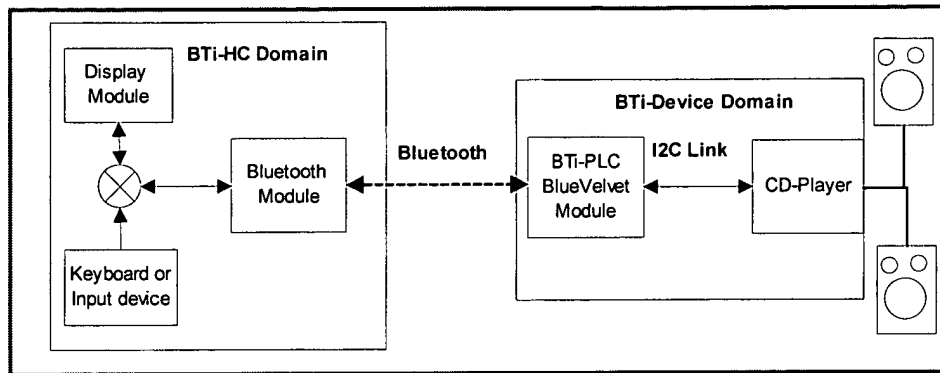 BTi-HC Domain
Display
Module
Bluetooth
Module
Keyboard or
Input device
Bluetooth
BTi-Device Domain
BTi-PLC
BlueVelvet
Module
I2C Link
CD-Player